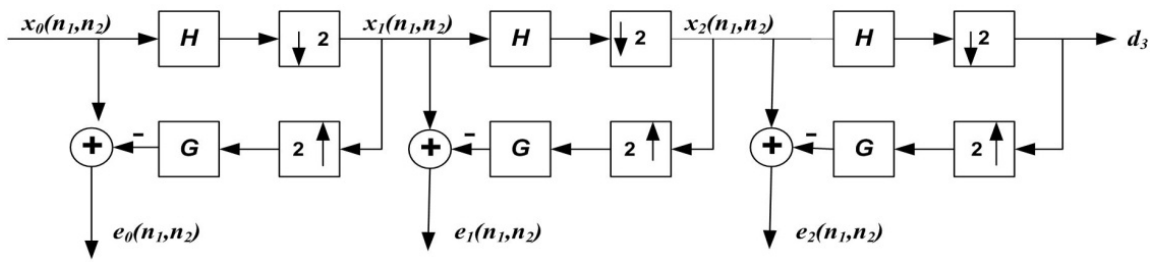 x₀(n₁,n₂) x₁(n₁,n₂) x₂(n₁,n₂)
H ↓ 2 H ↓ 2 H ↓ 2 d₃
+ - G 2 ↑ + - G 2 ↑ + - G 2 ↑
e₀(n₁,n₂) e₁(n₁,n₂) e₂(n₁,n₂)